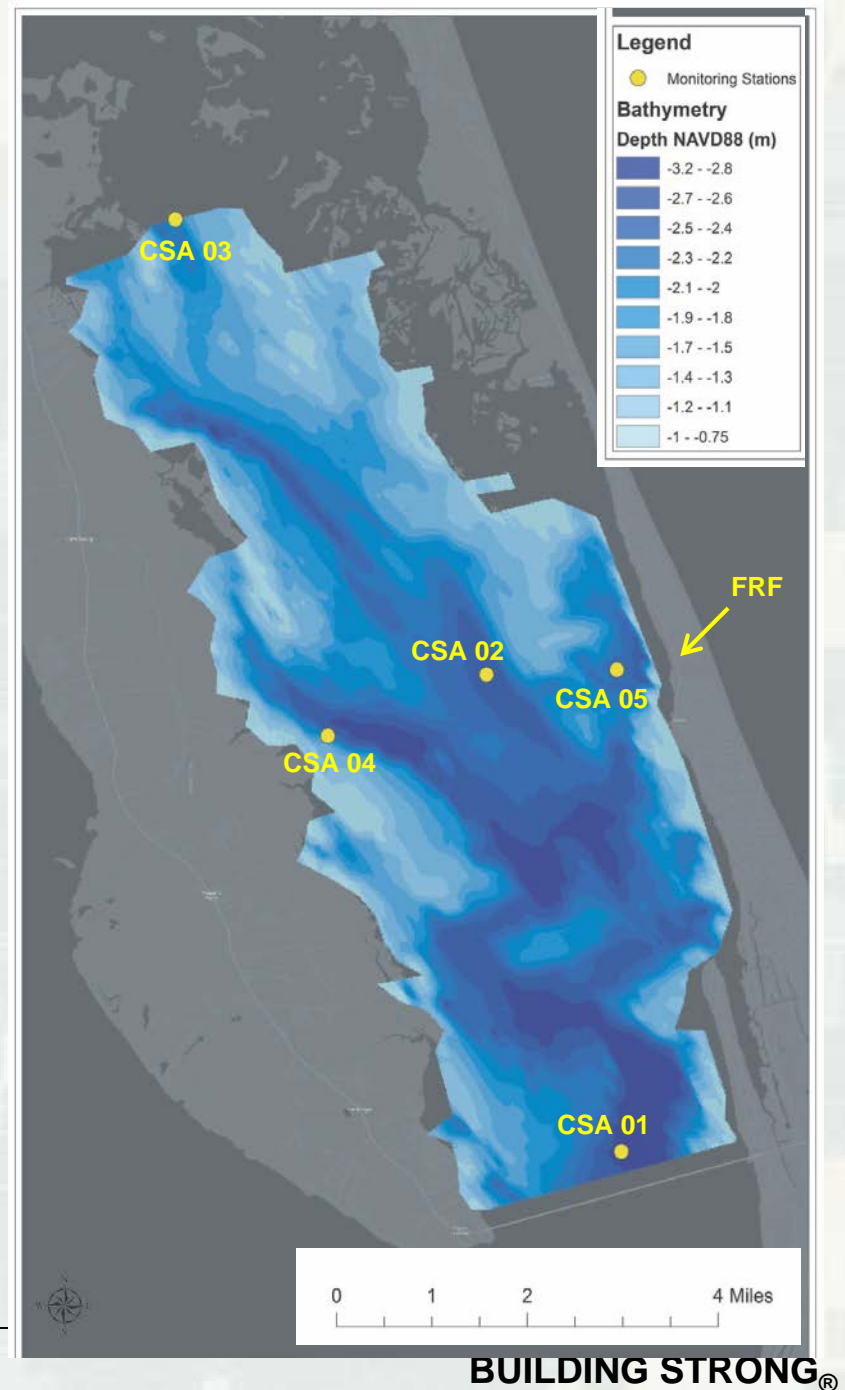 Legend
Monitoring Stations
Bathymetry
Depth NAVD88 (m)
-3.2 - -2.8
-2.7 - -2.6
-2.5 - -2.4
-2.3 - -2.2
-2.1 - -2
-1.9 - -1.8
-1.7 - -1.5
-1.4 - -1.3
-1.2 - -1.1
-1 - -0.75
CSA 03
FRF
CSA 02
CSA 05
CSA 04
CSA 01
N
W E
S
0 1 2 4 Miles
BUILDING STRONG®